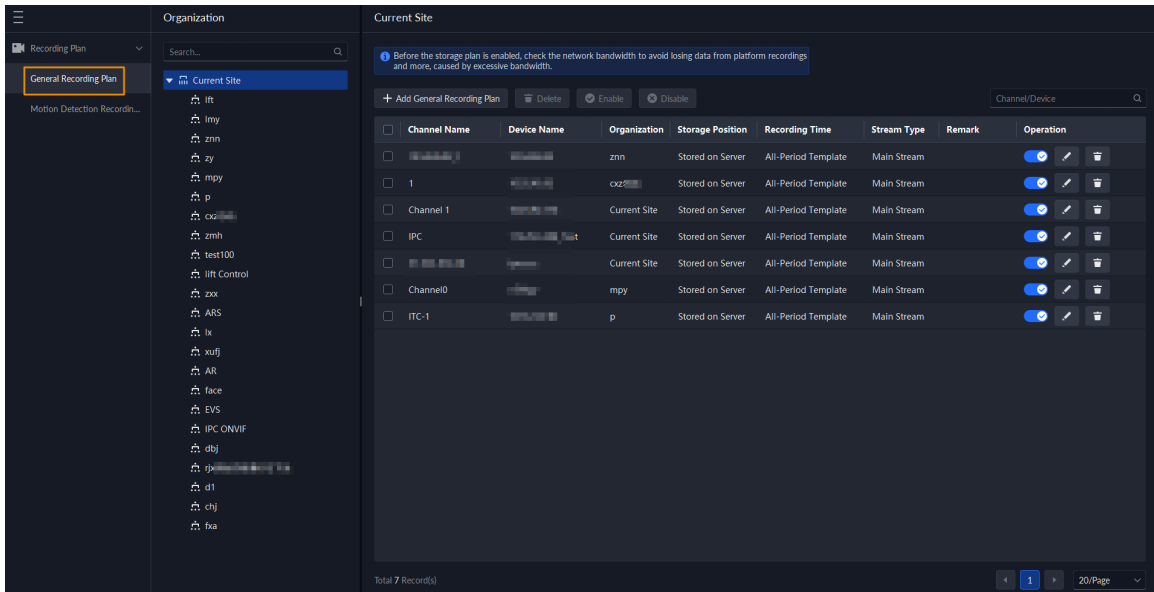 Recording Plan
General Recording Plan
Motion Detection Recordin...
Organization
Search...
Current Site
lft
lmy
znn
zy
mpy
p
zmh
test100
lift Control
zxx
ARS
lx
xufj
AR
face
EVS
IPC ONVIF
dbj
d1
chj
fxa
Current Site
Before the storage plan is enabled, check the network bandwidth to avoid losing data from platform recordings
and more, caused by excessive bandwidth.
Add General Recording Plan Delete Enable Disable Channel/Device
Channel Name Device Name Organization Storage Position Recording Time Stream Type Remark Operation
znn Stored on Server All-Period Template Main Stream
1 Stored on Server All-Period Template Main Stream
Channel 1 Current Site Stored on Server All-Period Template Main Stream
IPC Current Site Stored on Server All-Period Template Main Stream
Current Site Stored on Server All-Period Template Main Stream
Channel0 mpy Stored on Server All-Period Template Main Stream
ITC-1 p Stored on Server All-Period Template Main Stream
Total 7 Record(s) 1 20/Page